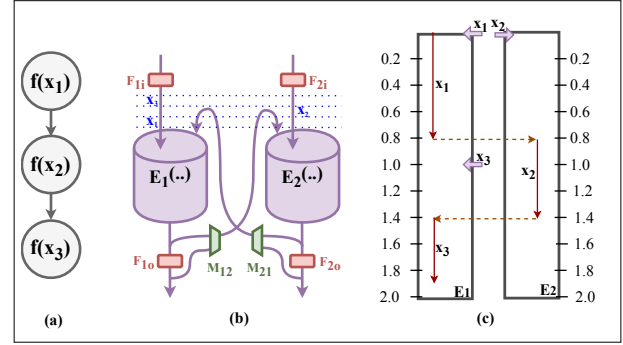 f(x₁)
f(x₂)
f(x₃)
(a)
F₁ᵢ
F₂ᵢ
x₃
x₂
x₁
E₁(..)
E₂(..)
F₁ₒ
M₁₂
M₂₁
F₂ₒ
(b)
x₁ x₂
0.2
0.4
0.6
0.8
1.0
1.2
1.4
1.6
1.8
2.0
x₁
x₃
x₂
x₃
E₁
E₂
0.2
0.4
0.6
0.8
1.0
1.2
1.4
1.6
1.8
2.0
(c)